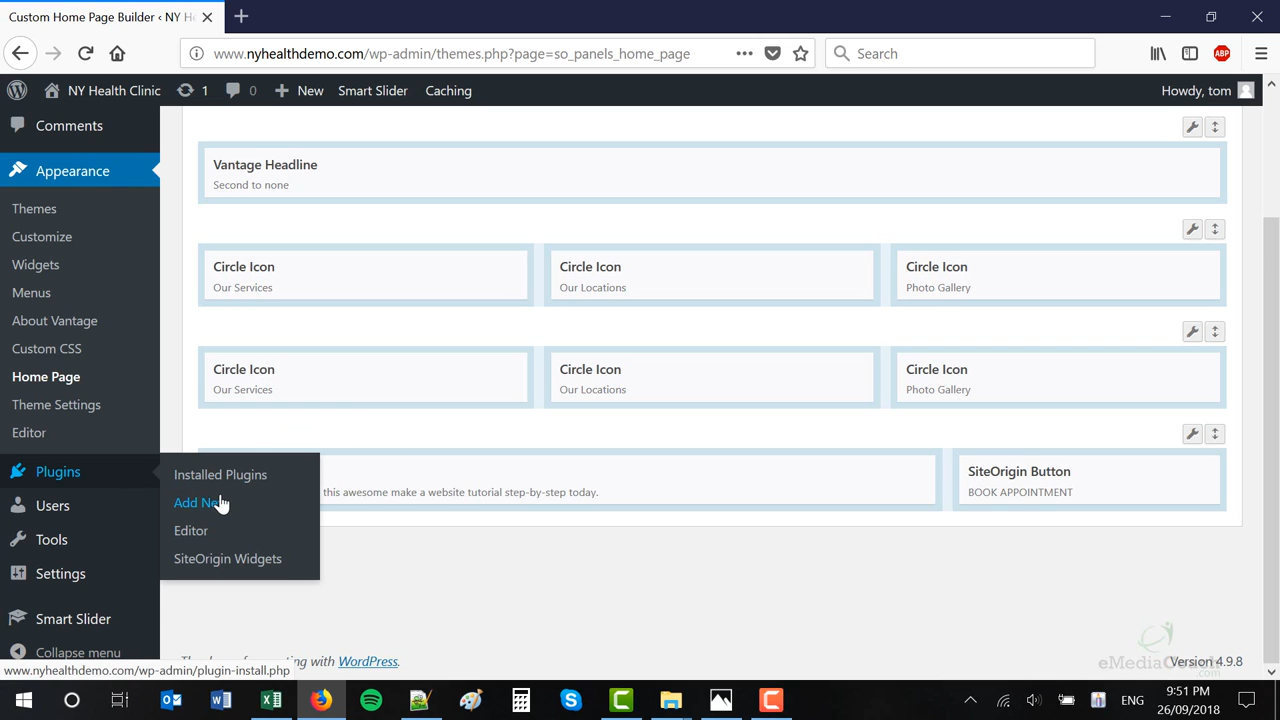 Custom Home Page Builder ‹ NY H
www.nyhealthdemo.com/wp-admin/themes.php?page=so_panels_home_page
Search
ABP
NY Health Clinic
1
0
New
Smart Slider
Caching
Howdy, tom
Comments
Appearance
Themes
Customize
Widgets
Menus
About Vantage
Custom CSS
Home Page
Theme Settings
Editor
Plugins
Users
Tools
Settings
Smart Slider
Collapse menu
Installed Plugins
Add Ne
Editor
SiteOrigin Widgets
Vantage Headline
Second to none
Circle Icon
Our Services
Circle Icon
Our Locations
Circle Icon
Photo Gallery
Circle Icon
Our Services
Circle Icon
Our Locations
Circle Icon
Photo Gallery
this awesome make a website tutorial step-by-step today.
SiteOrigin Button
BOOK APPOINTMENT
with WordPress.
Version 4.9.8
www.nyhealthdemo.com/wp-admin/plugin-install.php
ENG
9:51 PM
26/09/2018